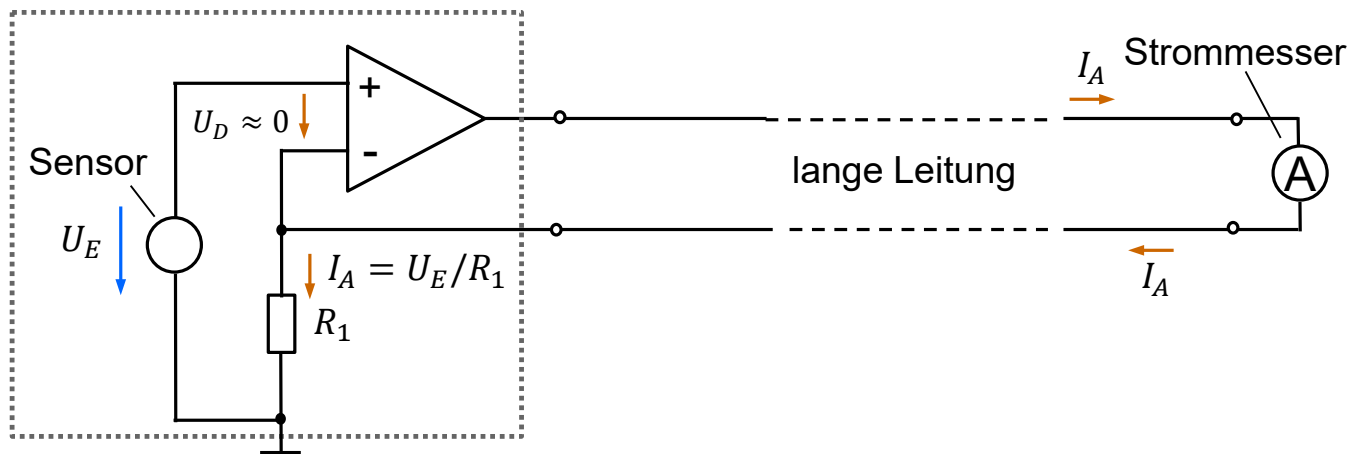 Strommesser
I_A
+
U_D ≈ 0
-
Sensor
lange Leitung
A
U_E
I_A = U_E/R_1
I_A
R_1